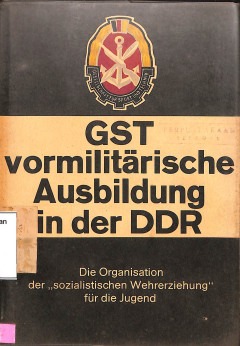 GST
vormilitärische
Ausbildung
in der DDR
Die Organisation
der „sozialistischen Wehrerziehung“
für die Jugend